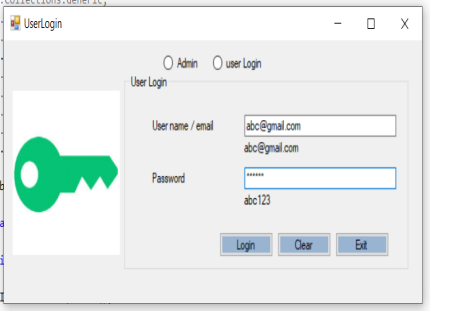 .collections.generic;
UserLogin
Admin
user Login
User Login
User name / email
abc@gmail.com
abc@gmail.com
Password
******
abc123
Login
Clear
Exit